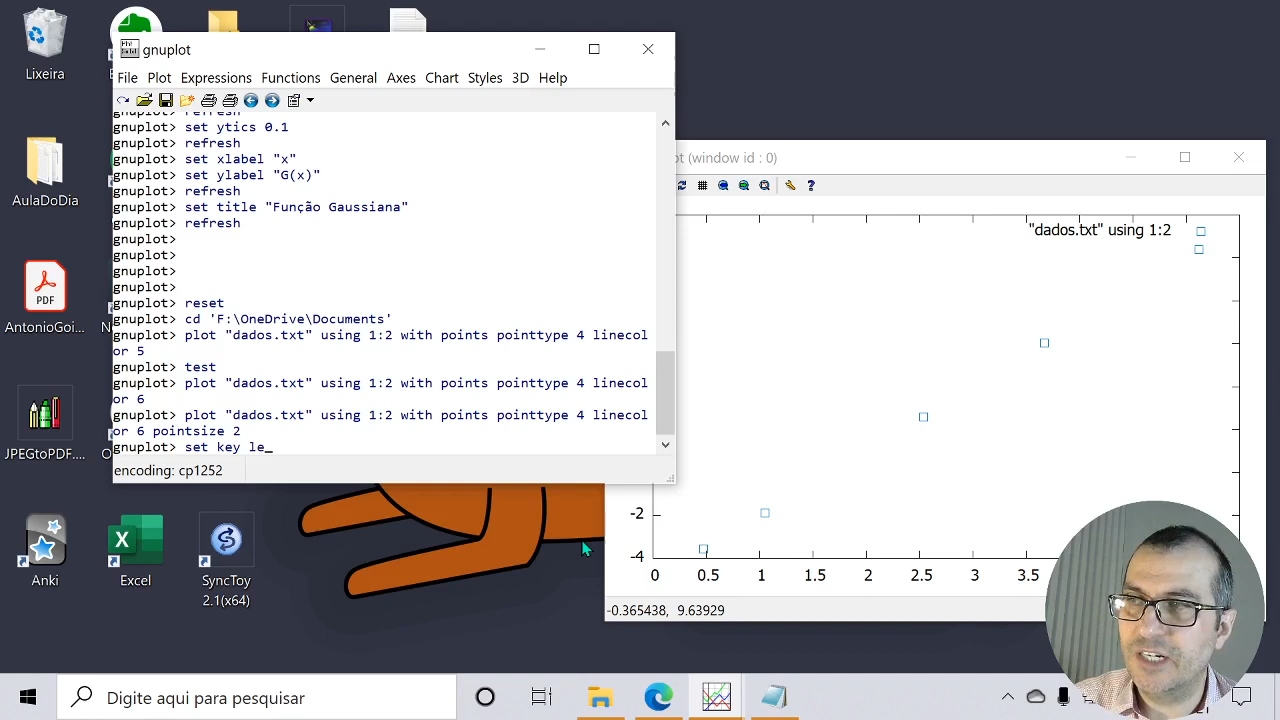 Lixeira
AulaDoDia
AntonioGoi...
JPEGtoPDF....
Anki
Excel
SyncToy
2.1(x64)
gnuplot
File Plot Expressions Functions General Axes Chart Styles 3D Help
refresh
gnuplot> set ytics 0.1
gnuplot> refresh
gnuplot> set xlabel "x"
gnuplot> set ylabel "G(x)"
gnuplot> refresh
gnuplot> set title "Função Gaussiana"
gnuplot> refresh
gnuplot>
gnuplot>
gnuplot>
gnuplot>
gnuplot> reset
gnuplot> cd 'F:\OneDrive\Documents'
gnuplot> plot "dados.txt" using 1:2 with points pointtype 4 linecol
or 5
gnuplot> test
gnuplot> plot "dados.txt" using 1:2 with points pointtype 4 linecol
or 6
gnuplot> plot "dados.txt" using 1:2 with points pointtype 4 linecol
or 6 pointsize 2
gnuplot> set key le_
encoding: cp1252
(window id : 0)
"dados.txt" using 1:2
-2
-4
0 0.5 1 1.5 2 2.5 3 3.5
-0.365438, 9.63929
Digite aqui para pesquisar